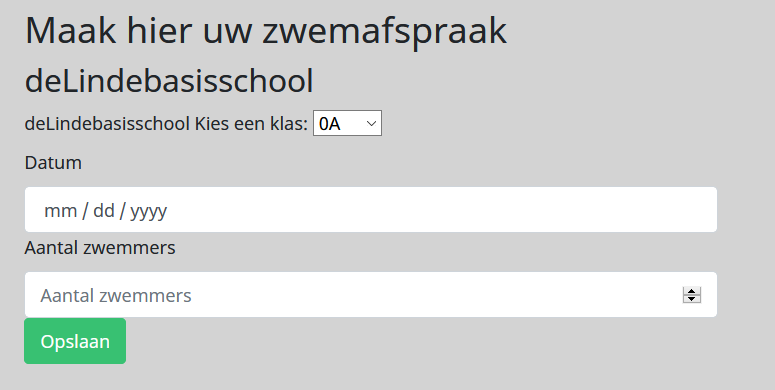 Maak hier uw zwemafspraak
deLindebasisschool
deLindebasisschool Kies een klas: 0A
Datum
mm / dd / yyyy
Aantal zwemmers
Aantal zwemmers
Opslaan